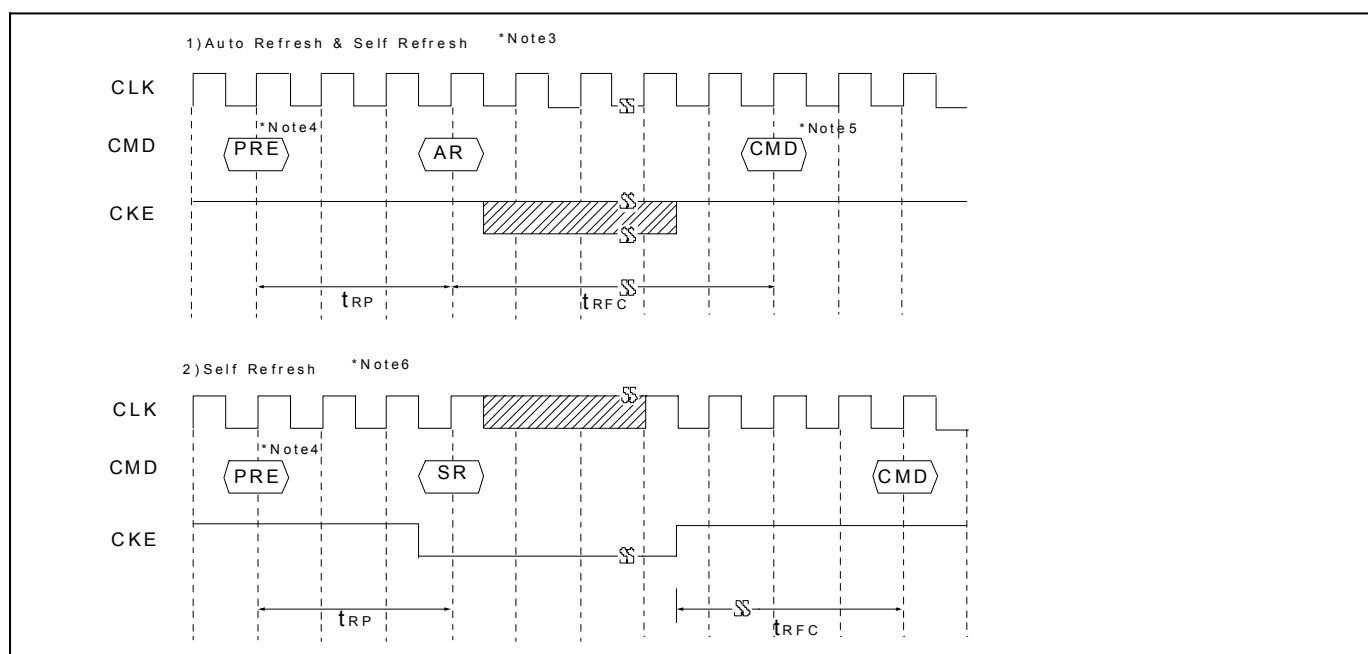 1)Auto Refresh & Self Refresh *Note3
CLK
*Note4 *Note5
CMD PRE AR CMD
CKE
tRP tRFC
2)Self Refresh *Note6
CLK
*Note4
CMD PRE SR CMD
CKE
tRP tRFC